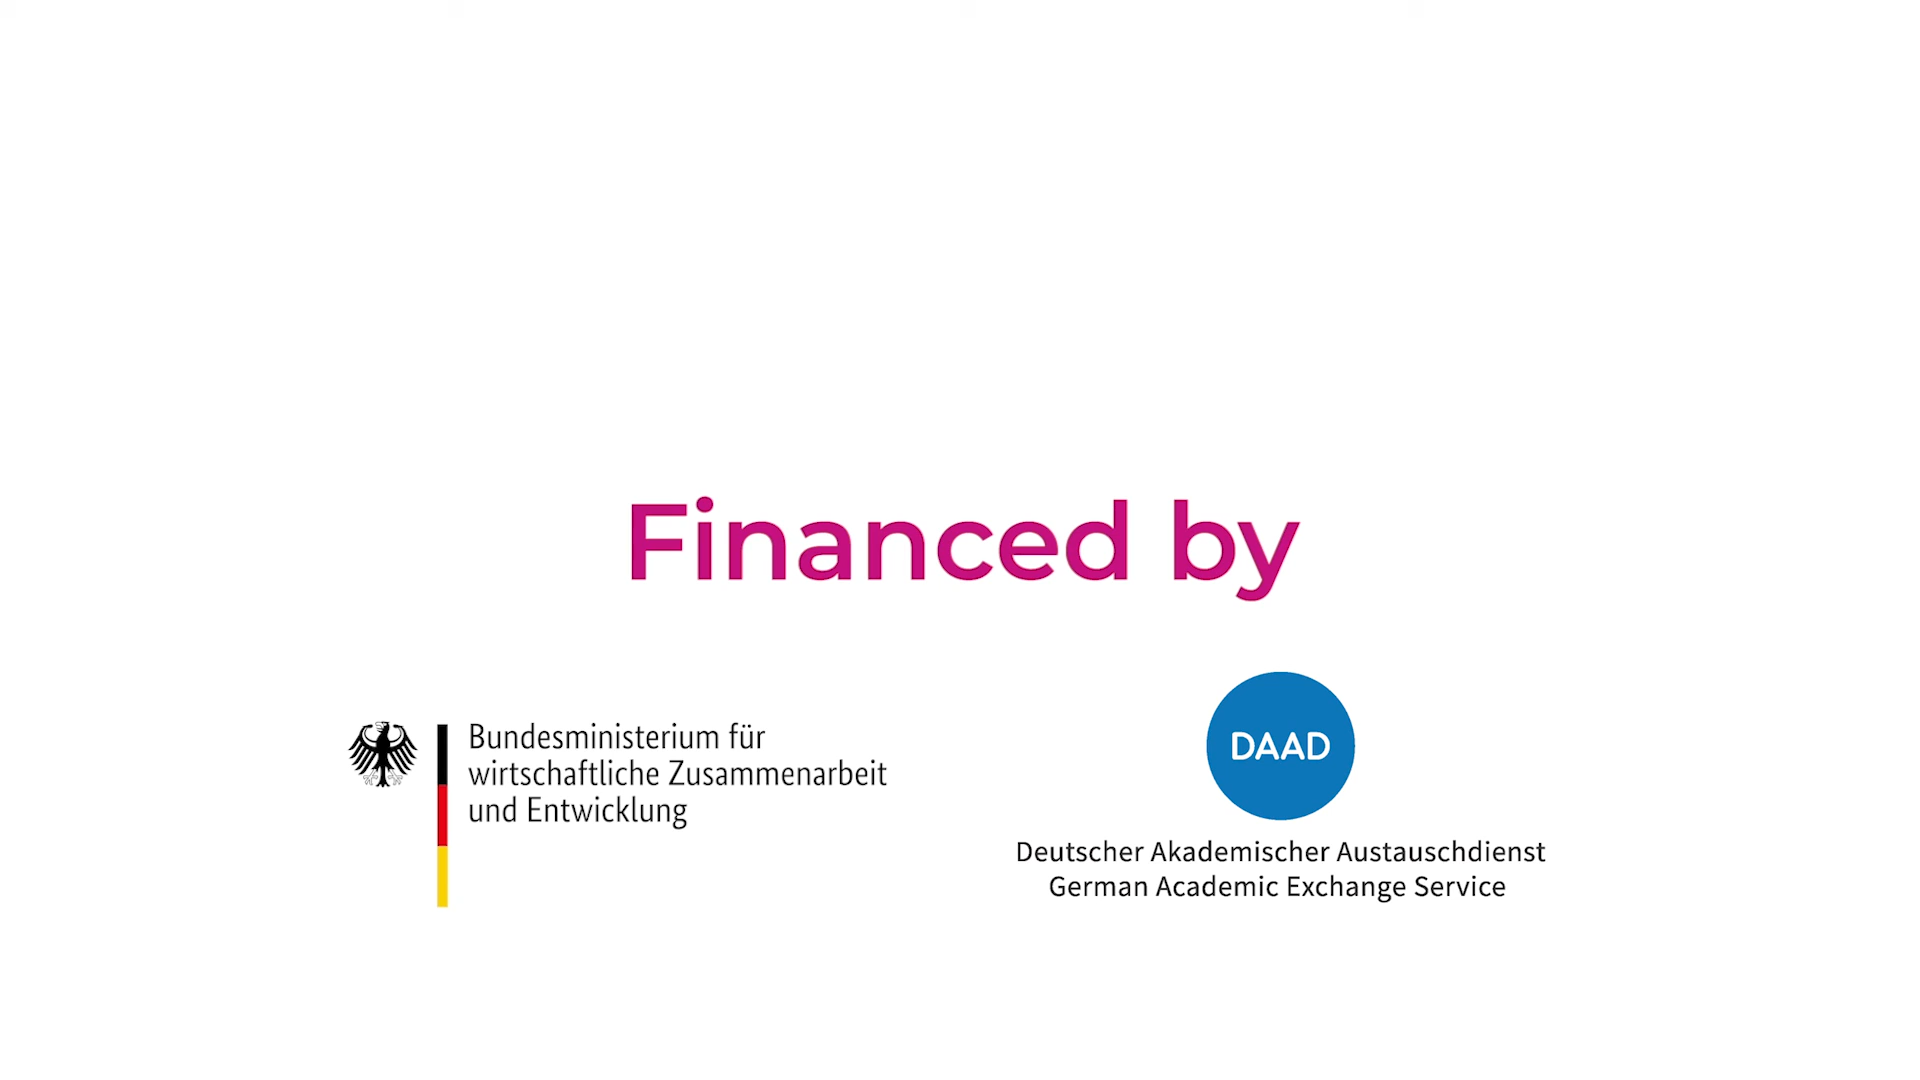 Financed by
Bundesministerium für
wirtschaftliche Zusammenarbeit
und Entwicklung
DAAD
Deutscher Akademischer Austauschdienst
German Academic Exchange Service